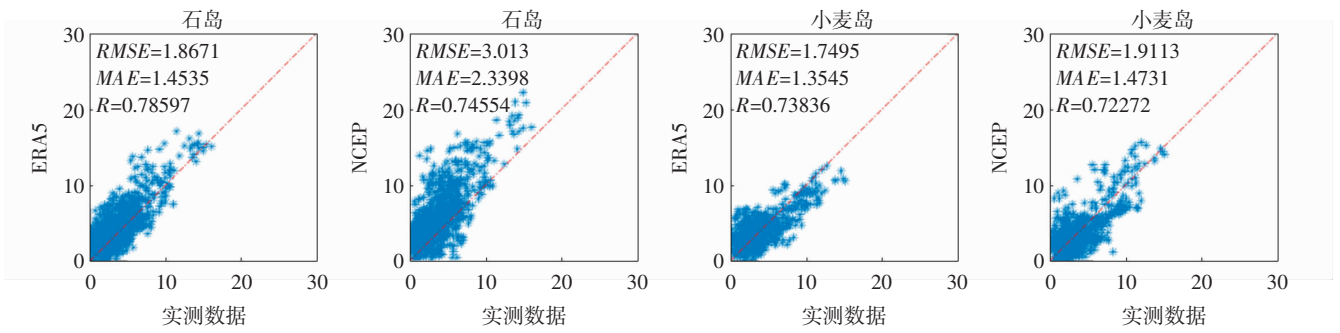 石岛
30
20
10
0
RMSE=1.8671
MAE=1.4535
R=0.78597
ERA5
0 10 20 30
实测数据
石岛
30
20
10
0
RMSE=3.013
MAE=2.3398
R=0.74554
NCEP
0 10 20 30
实测数据
小麦岛
30
20
10
0
RMSE=1.7495
MAE=1.3545
R=0.73836
ERA5
0 10 20 30
实测数据
小麦岛
30
20
10
0
RMSE=1.9113
MAE=1.4731
R=0.72272
NCEP
0 10 20 30
实测数据